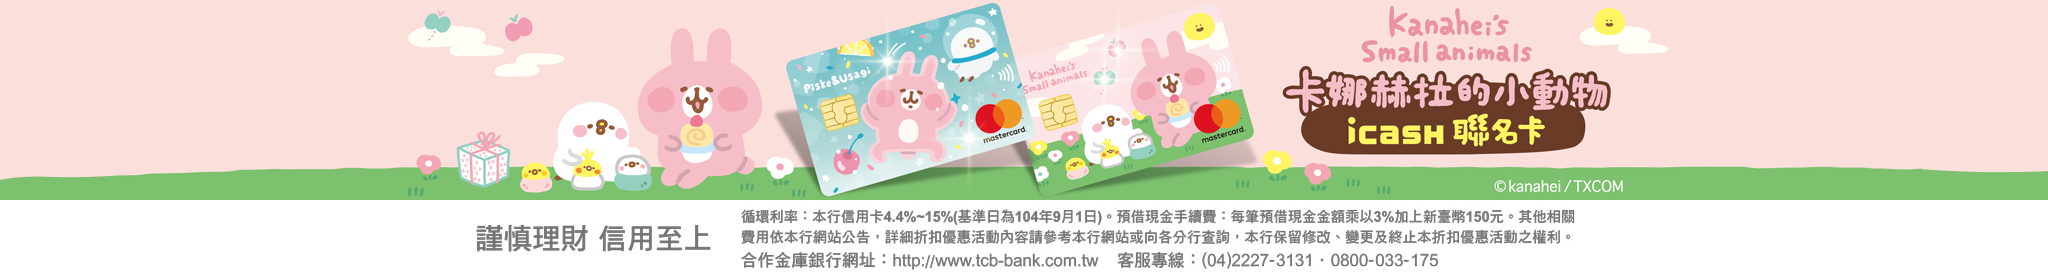 Piske&Usagi
mastercard.
Kanahei's
Small animals
mastercard.
Kanahei's
Small animals
卡娜赫拉的小動物
icash 聯名卡
©kanahei / TXCOM
謹慎理財 信用至上
循環利率：本行信用卡4.4%~15%(基準日為104年9月1日)。預借現金手續費：每筆預借現金金額乘以3%加上新臺幣150元。其他相關
費用依本行網站公告，詳細折扣優惠活動內容請參考本行網站或向各分行查詢，本行保留修改、變更及終止本折扣優惠活動之權利。
合作金庫銀行網址：http://www.tcb-bank.com.tw 客服專線：(04)2227-3131．0800-033-175